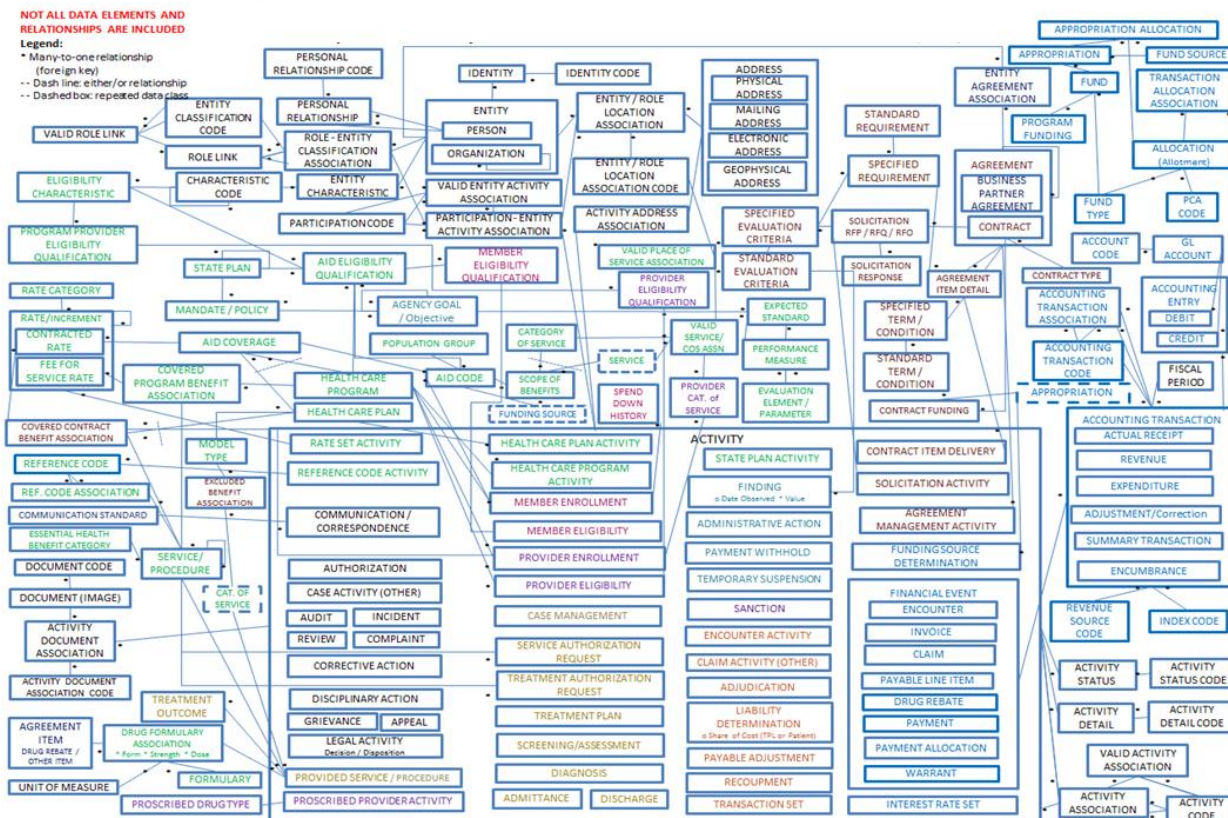 NOT ALL DATA ELEMENTS AND
RELATIONSHIPS ARE INCLUDED
Legend:
* Many-to-one relationship
(foreign key)
-- Dash line: either/or relationship
-- Dashed box: repeated data class
PERSONAL
RELATIONSHIP CODE
IDENTITY
IDENTITY CODE
ADDRESS
PHYSICAL
ADDRESS
MAILING
ADDRESS
ELECTRONIC
ADDRESS
GEOPHYSICAL
ADDRESS
APPROPRIATION ALLOCATION
APPROPRIATION
FUND SOURCE
ENTITY
AGREEMENT
ASSOCIATION
FUND
TRANSACTION
ALLOCATION
ASSOCIATION
PROGRAM
FUNDING
ALLOCATION
(Allotment)
VALID ROLE LINK
ENTITY
CLASSIFICATION
CODE
PERSONAL
RELATIONSHIP
ENTITY
PERSON
ORGANIZATION
ENTITY / ROLE
LOCATION
ASSOCIATION
STANDARD
REQUIREMENT
ROLE LINK
ROLE - ENTITY
CLASSIFICATION
ASSOCIATION
ENTITY / ROLE
LOCATION
ASSOCIATION CODE
SPECIFIED
REQUIREMENT
AGREEMENT
BUSINESS
PARTNER
AGREEMENT
CONTRACT
FUND
TYPE
PCA
CODE
ELIGIBILITY
CHARACTERISTIC
CHARACTERISTIC
CODE
ENTITY
CHARACTERISTIC
VALID ENTITY ACTIVITY
ASSOCIATION
PARTICIPATION CODE
PARTICIPATION - ENTITY
ACTIVITY ASSOCIATION
ACTIVITY ADDRESS
ASSOCIATION
SPECIFIED
EVALUATION
CRITERIA
SOLICITATION
RFP / RFQ / RFO
ACCOUNT
CODE
GL
ACCOUNT
PROGRAM PROVIDER
ELIGIBILITY
QUALIFICATION
STATE PLAN
AID ELIGIBILITY
QUALIFICATION
MEMBER
ELIGIBILITY
QUALIFICATION
VALID PLACE OF
SERVICE ASSOCIATION
PROVIDER
ELIGIBILITY
QUALIFICATION
STANDARD
EVALUATION
CRITERIA
SOLICITATION
RESPONSE
AGREEMENT
ITEM DETAIL
CONTRACT TYPE
ACCOUNTING
TRANSACTION
ASSOCIATION
ACCOUNTING
ENTRY
DEBIT
CREDIT
RATE CATEGORY
MANDATE / POLICY
AGENCY GOAL
/ Objective
EXPECTED
STANDARD
SPECIFIED
TERM /
CONDITION
RATE/INCREMENT
CONTRACTED
RATE
FEE FOR
SERVICE RATE
AID COVERAGE
POPULATION GROUP
CATEGORY
OF SERVICE
VALID
SERVICE/
COS ASSN
PERFORMANCE
MEASURE
STANDARD
TERM /
CONDITION
ACCOUNTING
TRANSACTION
CODE
FISCAL
PERIOD
SERVICE
COVERED
PROGRAM BENEFIT
ASSOCIATION
HEALTH CARE
PROGRAM
AID CODE
SCOPE OF
BENEFITS
SPEND
DOWN
HISTORY
PROVIDER
CAT. of
SERVICE
EVALUATION
ELEMENT /
PARAMETER
APPROPRIATION
HEALTH CARE PLAN
FUNDING SOURCE
CONTRACT FUNDING
COVERED CONTRACT
BENEFIT ASSOCIATION
MODEL
TYPE
RATE SET ACTIVITY
HEALTH CARE PLAN ACTIVITY
ACTIVITY
STATE PLAN ACTIVITY
CONTRACT ITEM DELIVERY
ACCOUNTING TRANSACTION
ACTUAL RECEIPT
REVENUE
EXPENDITURE
ADJUSTMENT/Correction
SUMMARY TRANSACTION
ENCUMBRANCE
REFERENCE CODE
REFERENCE CODE ACTIVITY
HEALTH CARE PROGRAM
ACTIVITY
FINDING
o Date Observed * Value
SOLICITATION ACTIVITY
REF. CODE ASSOCIATION
EXCLUDED
BENEFIT
ASSOCIATION
MEMBER ENROLLMENT
COMMUNICATION STANDARD
COMMUNICATION /
CORRESPONDENCE
MEMBER ELIGIBILITY
ADMINISTRATIVE ACTION
AGREEMENT
MANAGEMENT ACTIVITY
ESSENTIAL HEALTH
BENEFIT CATEGORY
SERVICE/
PROCEDURE
PROVIDER ENROLLMENT
PAYMENT WITHHOLD
FUNDING SOURCE
DETERMINATION
DOCUMENT CODE
AUTHORIZATION
PROVIDER ELIGIBILITY
TEMPORARY SUSPENSION
FINANCIAL EVENT
ENCOUNTER
INVOICE
CLAIM
PAYABLE LINE ITEM
DRUG REBATE
PAYMENT
PAYMENT ALLOCATION
WARRANT
DOCUMENT (IMAGE)
CAT. OF
SERVICE
CASE ACTIVITY (OTHER)
CASE MANAGEMENT
SANCTION
REVENUE
SOURCE
CODE
INDEX CODE
ACTIVITY
DOCUMENT
ASSOCIATION
AUDIT
INCIDENT
REVIEW
COMPLAINT
SERVICE AUTHORIZATION
REQUEST
ENCOUNTER ACTIVITY
CLAIM ACTIVITY (OTHER)
ACTIVITY DOCUMENT
ASSOCIATION CODE
CORRECTIVE ACTION
TREATMENT AUTHORIZATION
REQUEST
ADJUDICATION
ACTIVITY
STATUS
ACTIVITY
STATUS CODE
TREATMENT
OUTCOME
DISCIPLINARY ACTION
GRIEVANCE
APPEAL
TREATMENT PLAN
LIABILITY
DETERMINATION
o Share of Cost (TPL or Patient)
ACTIVITY
DETAIL
ACTIVITY
DETAIL CODE
AGREEMENT
ITEM
DRUG REBATE /
OTHER ITEM
DRUG FORMULARY
ASSOCIATION
* Form * Strength * Dose
LEGAL ACTIVITY
Decision / Disposition
SCREENING/ASSESSMENT
PAYABLE ADJUSTMENT
VALID ACTIVITY
ASSOCIATION
UNIT OF MEASURE
FORMULARY
PROVIDED SERVICE / PROCEDURE
DIAGNOSIS
RECOUPMENT
PROSCRIBED DRUG TYPE
PROSCRIBED PROVIDER ACTIVITY
ADMITTANCE
DISCHARGE
TRANSACTION SET
INTEREST RATE SET
ACTIVITY
ASSOCIATION
ACTIVITY
CODE